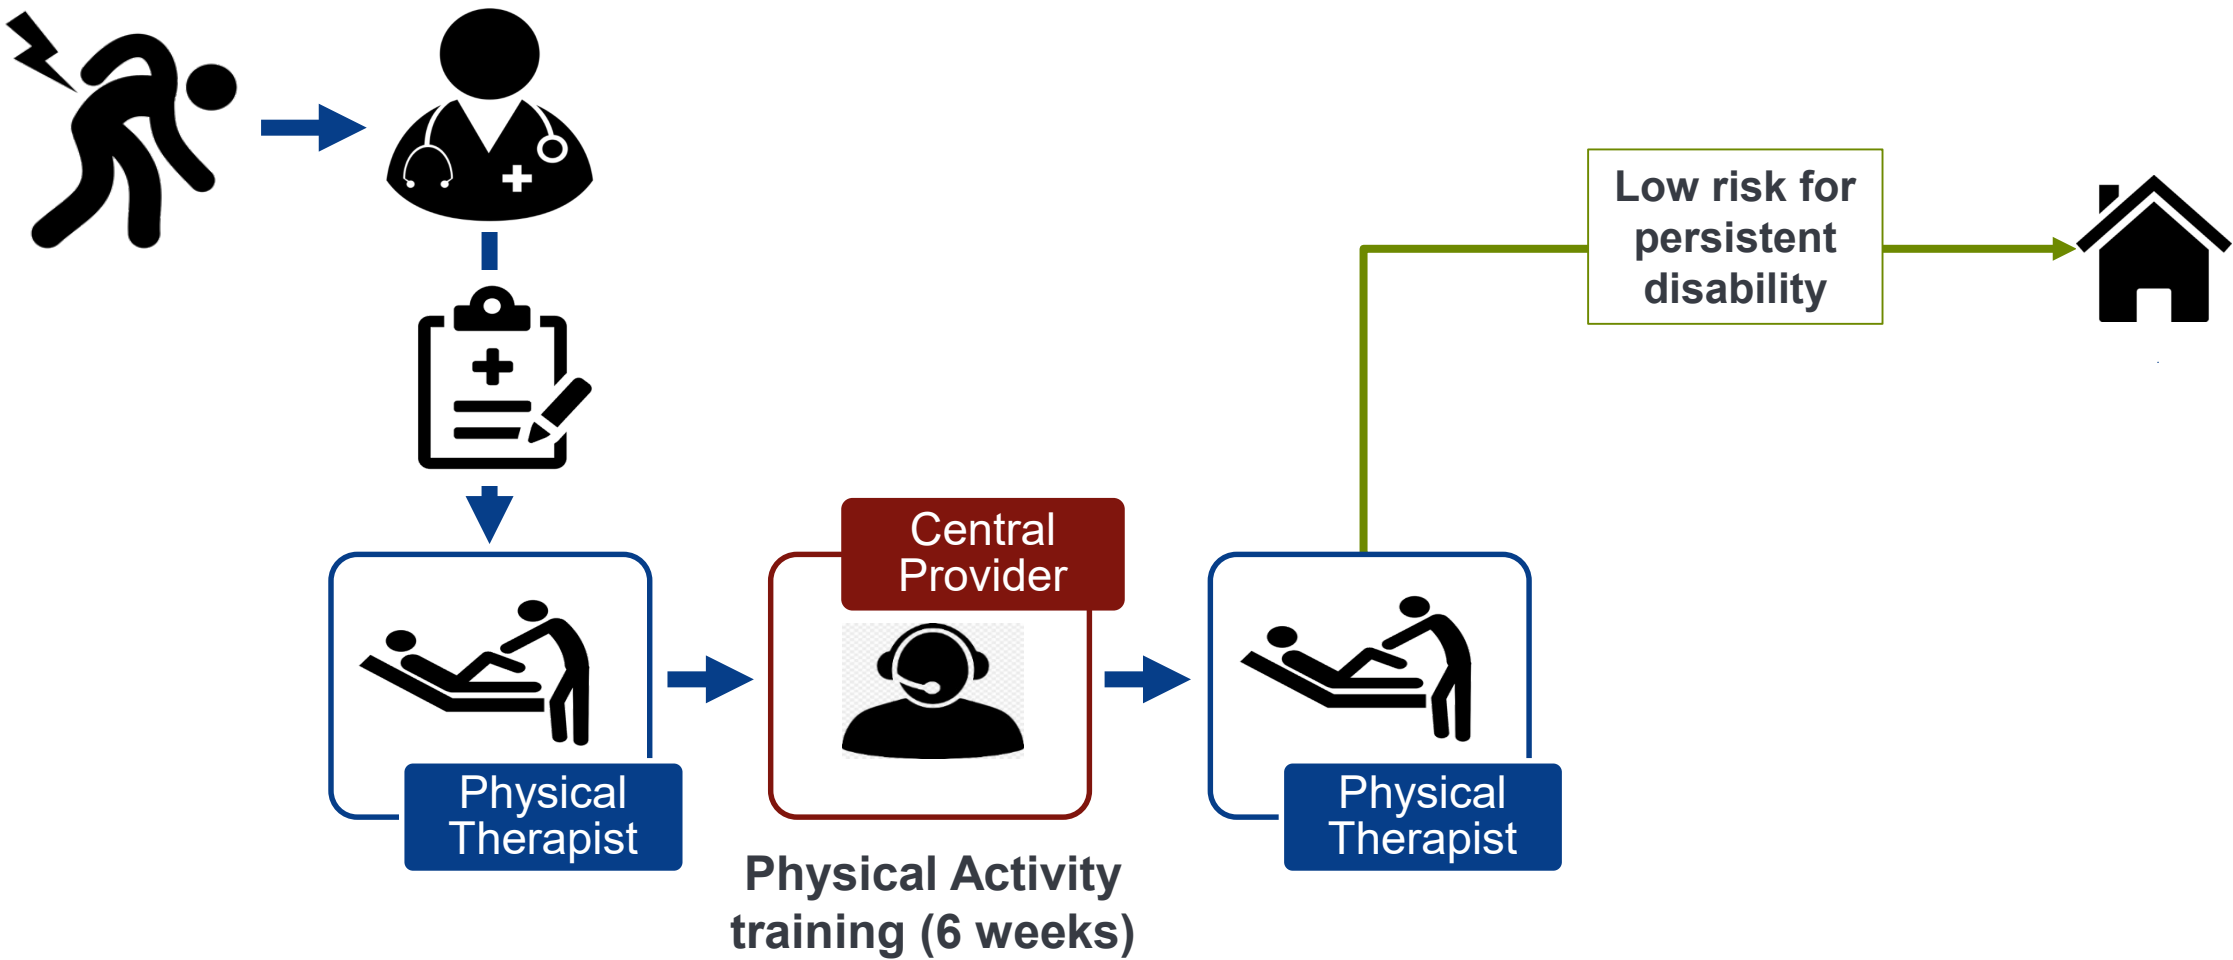 Low risk for
persistent
disability
Central
Provider
Physical
Therapist
Physical Activity
training (6 weeks)
Physical
Therapist